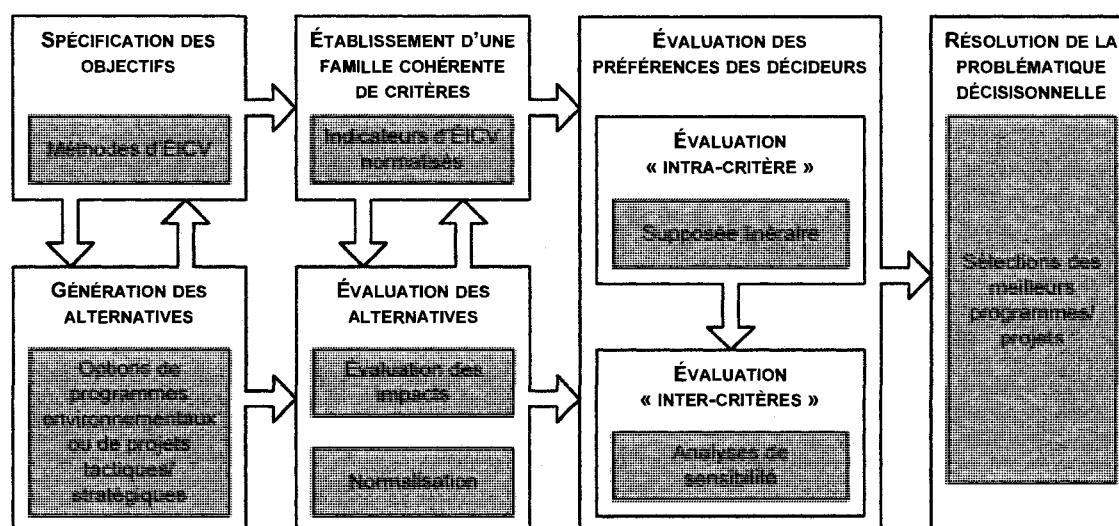 SPÉCIFICATION DES
OBJECTIFS
Méthodes d'ÉICV
ÉTABLISSEMENT D'UNE
FAMILLE COHÉRENTE
DE CRITÈRES
Indicateurs d'ÉICV
normalisés
ÉVALUATION DES
PRÉFÉRENCES DES DÉCIDEURS
ÉVALUATION
« INTRA-CRITÈRE »
Supposée linéraire
RÉSOLUTION DE LA
PROBLÉMATIQUE
DÉCISISONNELLE
Sélections des
meilleurs
programmes/
projets
GÉNÉRATION DES
ALTERNATIVES
Options de
programmes
environnementaux
ou de projets
tactiques/
stratégiques
ÉVALUATION DES
ALTERNATIVES
Évaluation des
impacts
Normalisation
ÉVALUATION
« INTER-CRITÈRES »
Analyses de
sensibilité